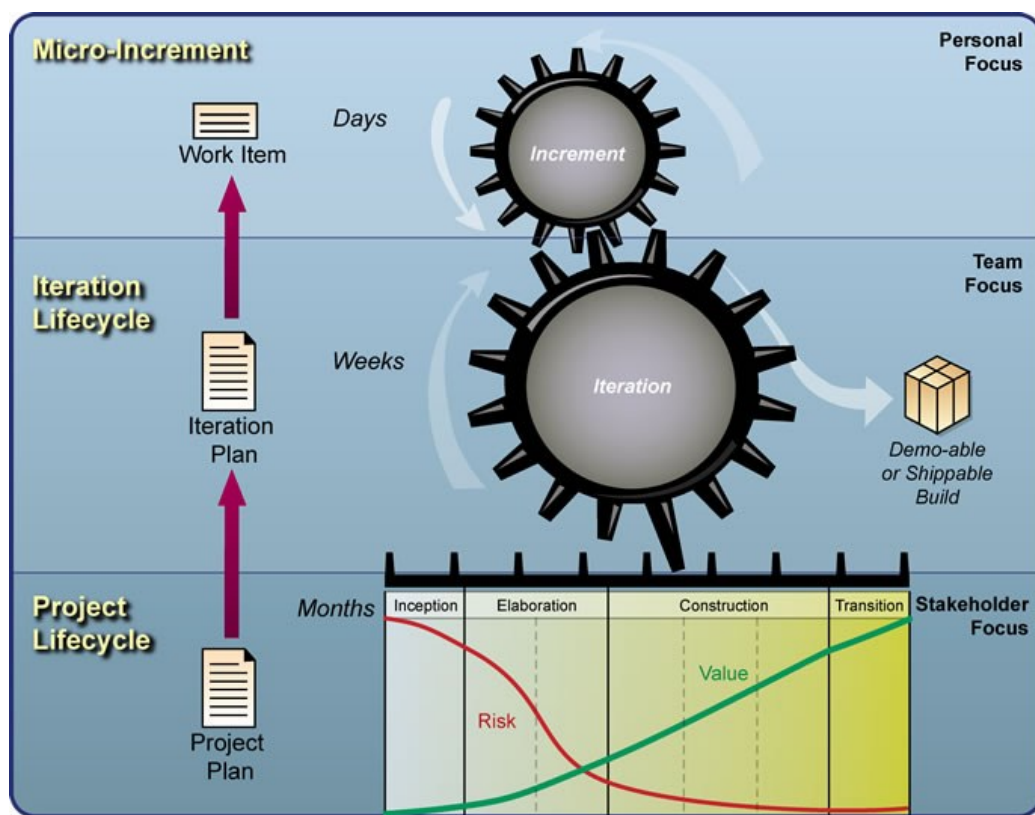 Micro-Increment
Personal
Focus
Days
Increment
Work Item
Iteration
Lifecycle
Team
Focus
Weeks
Iteration
Iteration
Plan
Demo-able
or Shippable
Build
Project
Lifecycle
Months
Inception
Elaboration
Construction
Transition
Stakeholder
Focus
Value
Risk
Project
Plan